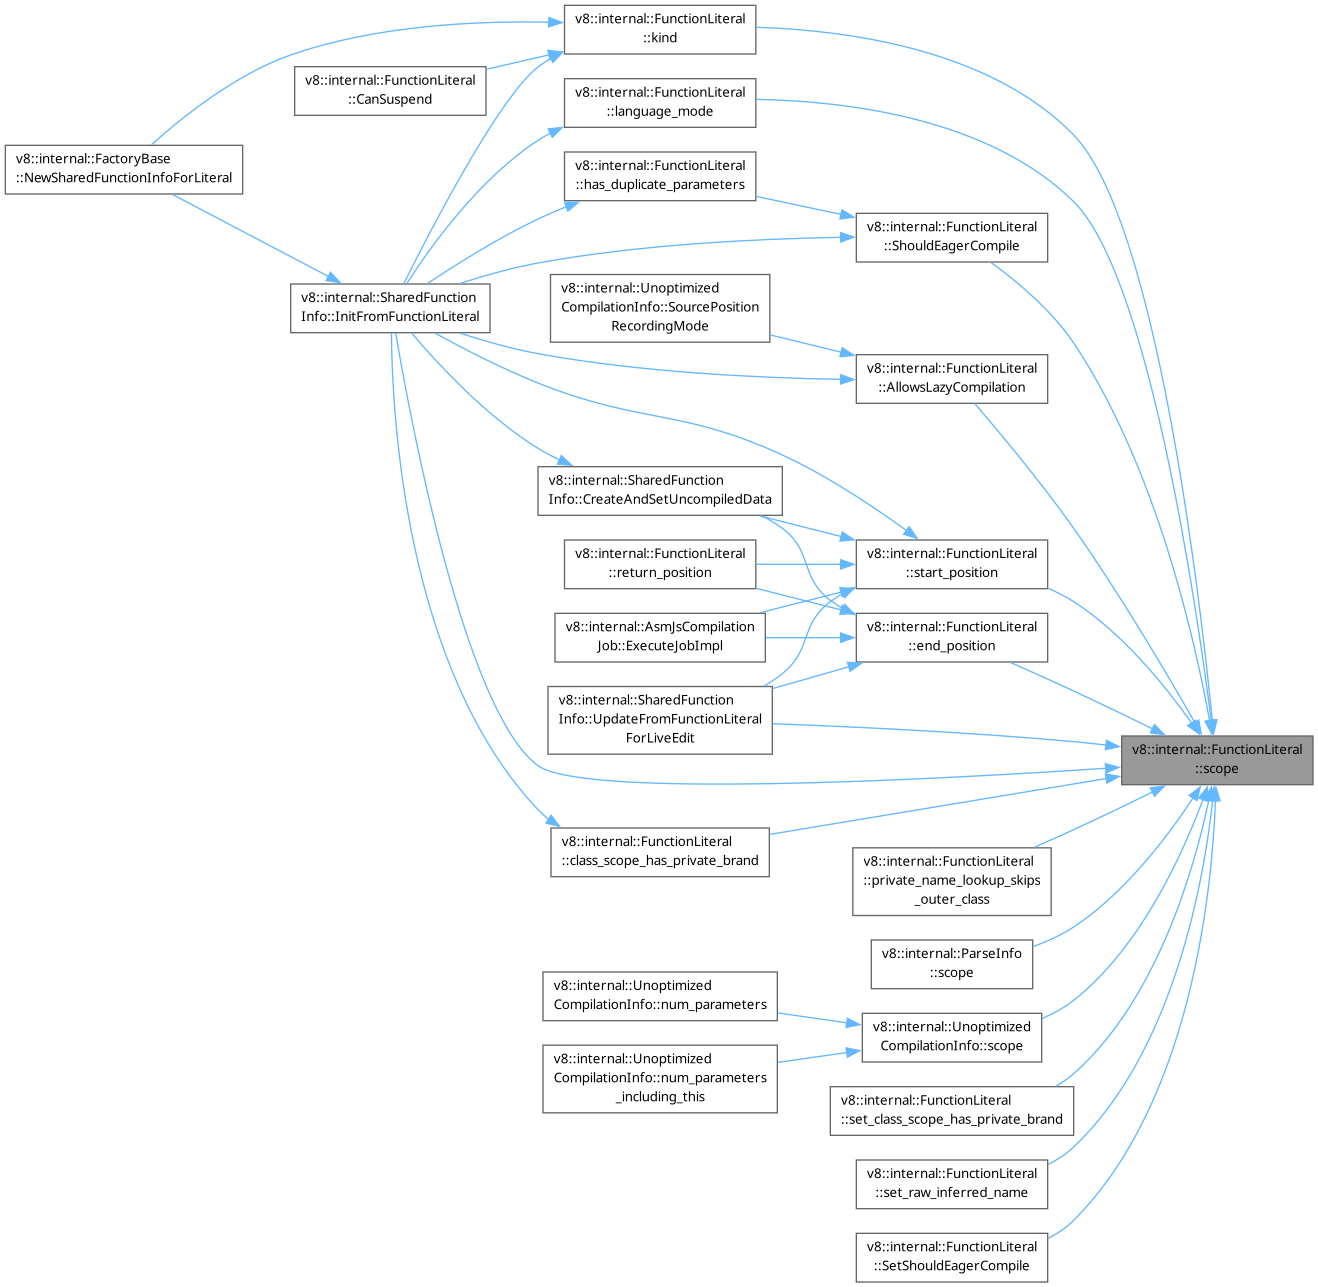 v8::internal::FunctionLiteral
::kind
v8::internal::FunctionLiteral
::CanSuspend
v8::internal::FunctionLiteral
::language_mode
v8::internal::FactoryBase
::NewSharedFunctionInfoForLiteral
v8::internal::FunctionLiteral
::has_duplicate_parameters
v8::internal::FunctionLiteral
::ShouldEagerCompile
v8::internal::SharedFunction
Info::InitFromFunctionLiteral
v8::internal::Unoptimized
CompilationInfo::SourcePosition
RecordingMode
v8::internal::FunctionLiteral
::AllowsLazyCompilation
v8::internal::SharedFunction
Info::CreateAndSetUncompiledData
v8::internal::FunctionLiteral
::return_position
v8::internal::FunctionLiteral
::start_position
v8::internal::AsmJsCompilation
Job::ExecuteJobImpl
v8::internal::FunctionLiteral
::end_position
v8::internal::SharedFunction
Info::UpdateFromFunctionLiteral
ForLiveEdit
v8::internal::FunctionLiteral
::scope
v8::internal::FunctionLiteral
::class_scope_has_private_brand
v8::internal::FunctionLiteral
::private_name_lookup_skips
_outer_class
v8::internal::ParseInfo
::scope
v8::internal::Unoptimized
CompilationInfo::num_parameters
v8::internal::Unoptimized
CompilationInfo::scope
v8::internal::Unoptimized
CompilationInfo::num_parameters
_including_this
v8::internal::FunctionLiteral
::set_class_scope_has_private_brand
v8::internal::FunctionLiteral
::set_raw_inferred_name
v8::internal::FunctionLiteral
::SetShouldEagerCompile